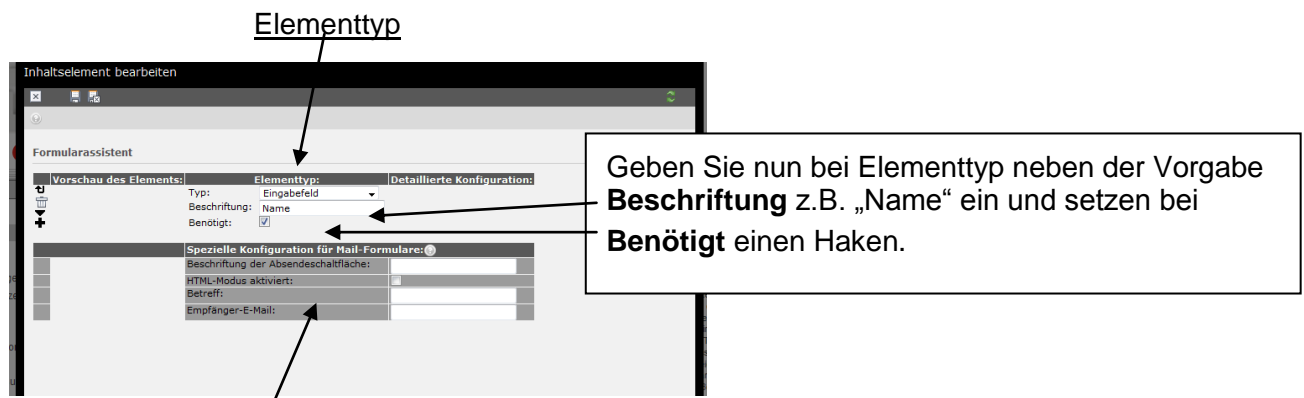 Elementtyp
Inhaltselement bearbeiten
Formularassistent
Vorschau des Elements: Elementtyp: Detaillierte Konfiguration:
Typ: Eingabefeld
Beschriftung: Name
Benötigt:
Spezielle Konfiguration für Mail-Formulare:
Beschriftung der Absendeschaltfläche:
HTML-Modus aktiviert:
Betreff:
Empfänger-E-Mail:
Geben Sie nun bei Elementtyp neben der Vorgabe
Beschriftung z.B. „Name“ ein und setzen bei
Benötigt einen Haken.